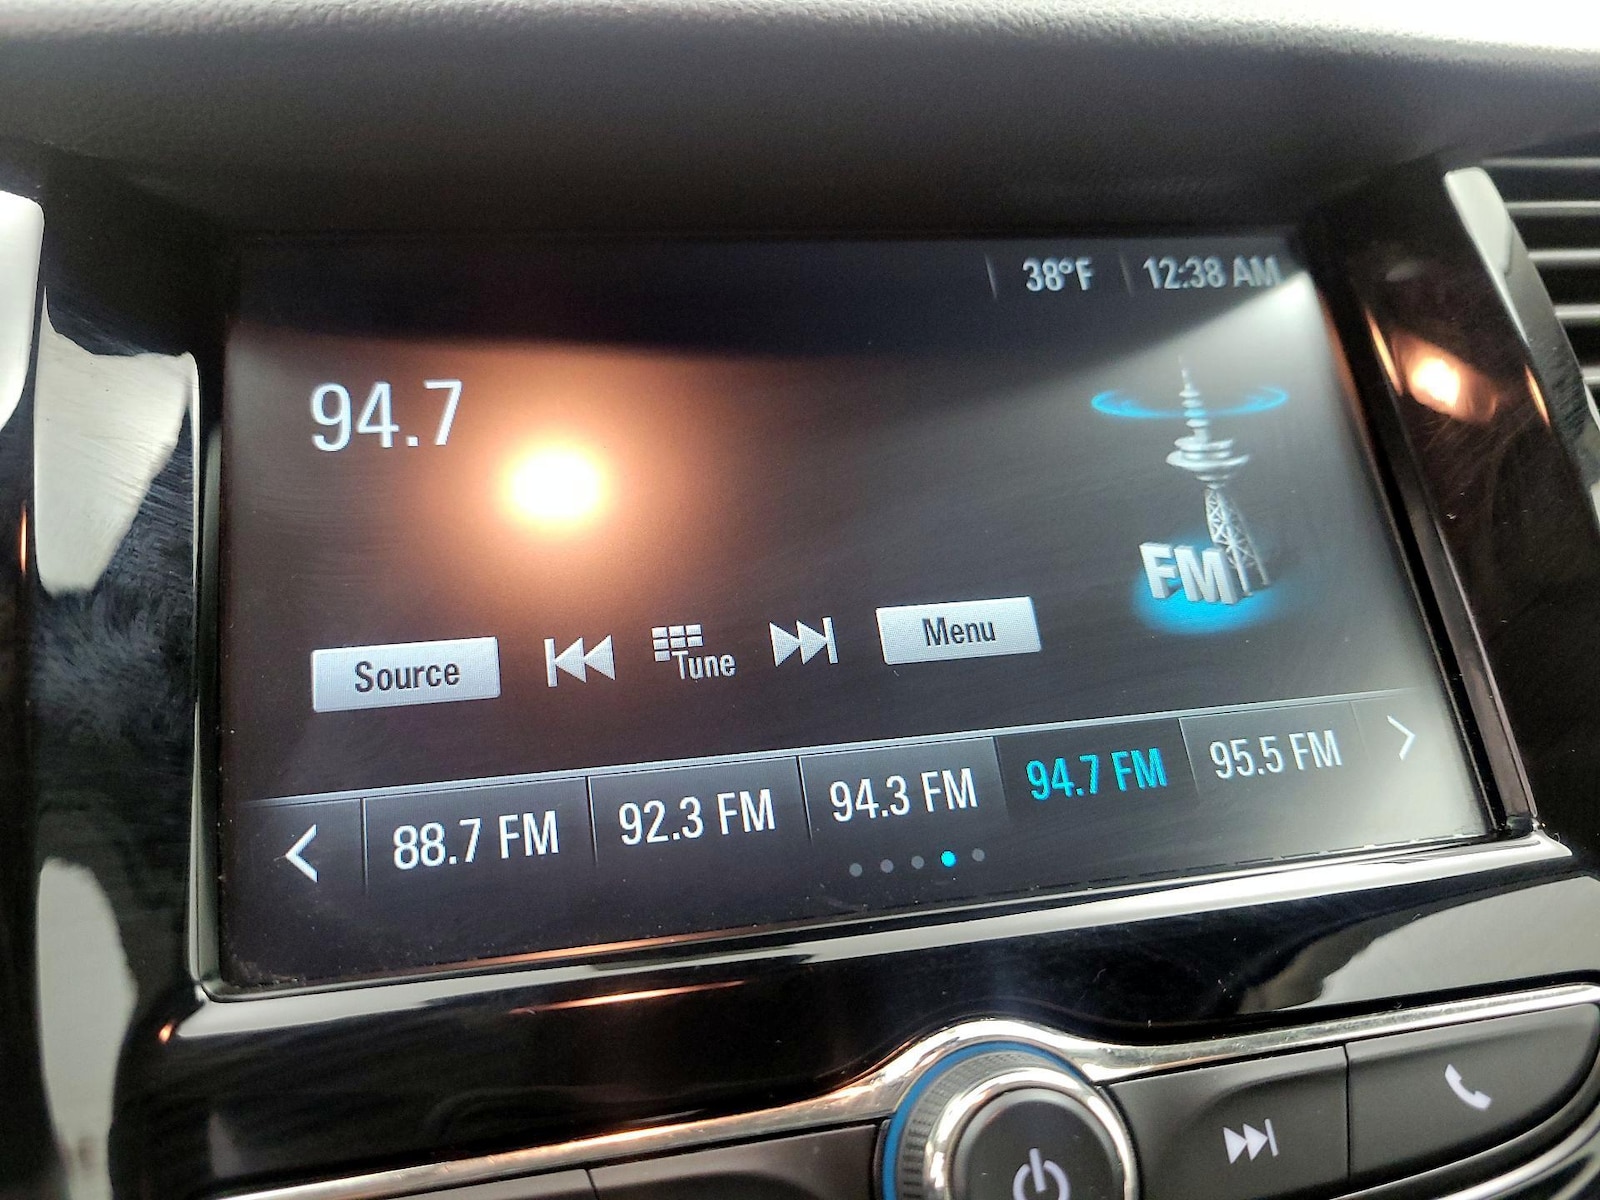 38°F 12:38 AM
94.7
FM
Source Tune Menu
88.7 FM 92.3 FM 94.3 FM 94.7 FM 95.5 FM